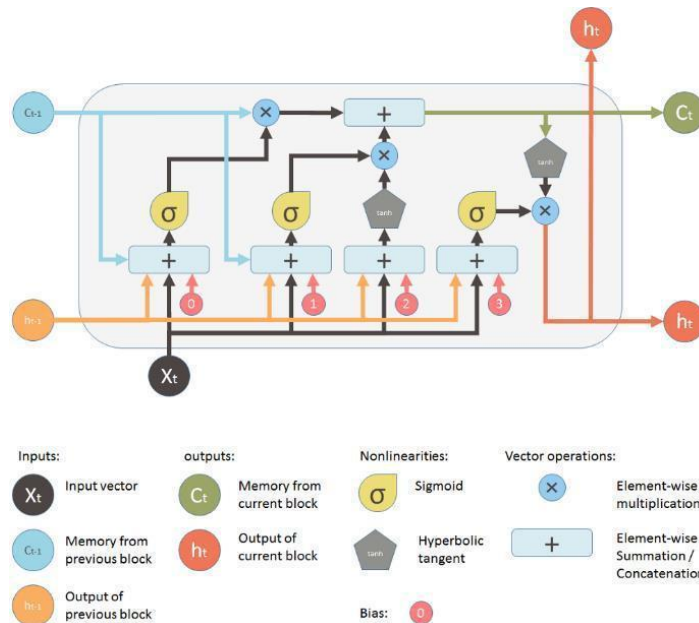 ht
Ct-1
×
+
Ct
tanh
×
σ
σ
tanh
σ
×
+
+
+
+
0
1
2
3
ht-1
ht
Xt
Inputs:
outputs:
Nonlinearities:
Vector operations:
Xt
Input vector
Ct
Memory from
current block
σ
Sigmoid
×
Element-wise
multiplication
Ct-1
Memory from
previous block
ht
Output of
current block
tanh
Hyperbolic
tangent
+
Element-wise
Summation /
Concatenation
ht-1
Output of
previous block
Bias:
0